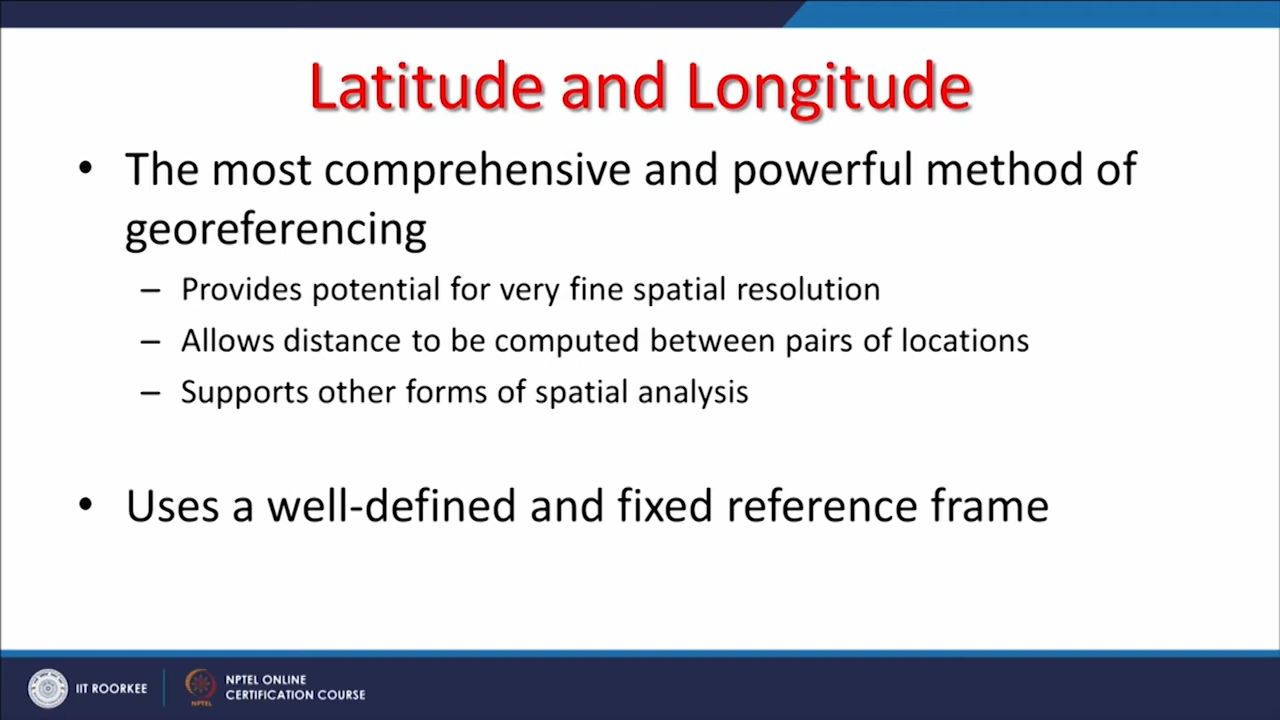 Latitude and Longitude
• The most comprehensive and powerful method of
georeferencing
– Provides potential for very fine spatial resolution
– Allows distance to be computed between pairs of locations
– Supports other forms of spatial analysis
• Uses a well-defined and fixed reference frame
IIT ROORKEE
NPTEL
NPTEL ONLINE
CERTIFICATION COURSE